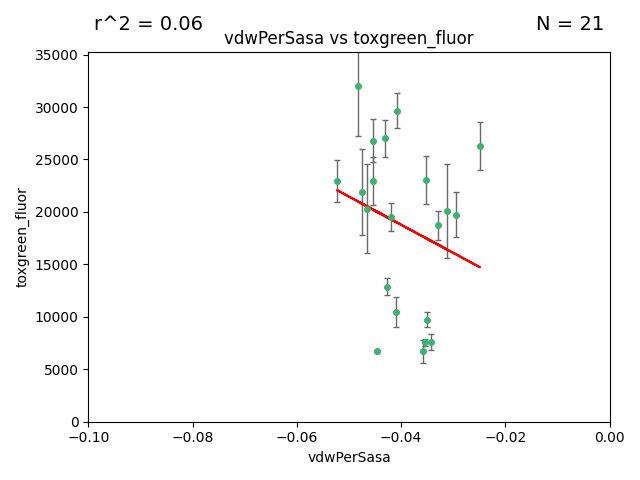 r^2 = 0.06
N = 21
vdwPerSasa vs toxgreen_fluor
35000
30000
25000
20000
15000
10000
5000
0
toxgreen_fluor
−0.10
−0.08
−0.06
−0.04
−0.02
0.00
vdwPerSasa